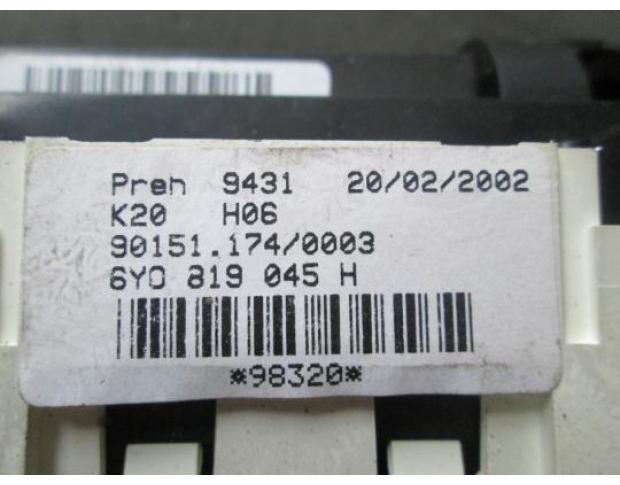 Preh 9431 20/02/2002
K20 H06
90151.174/0003
6Y0 819 045 H
*98320*